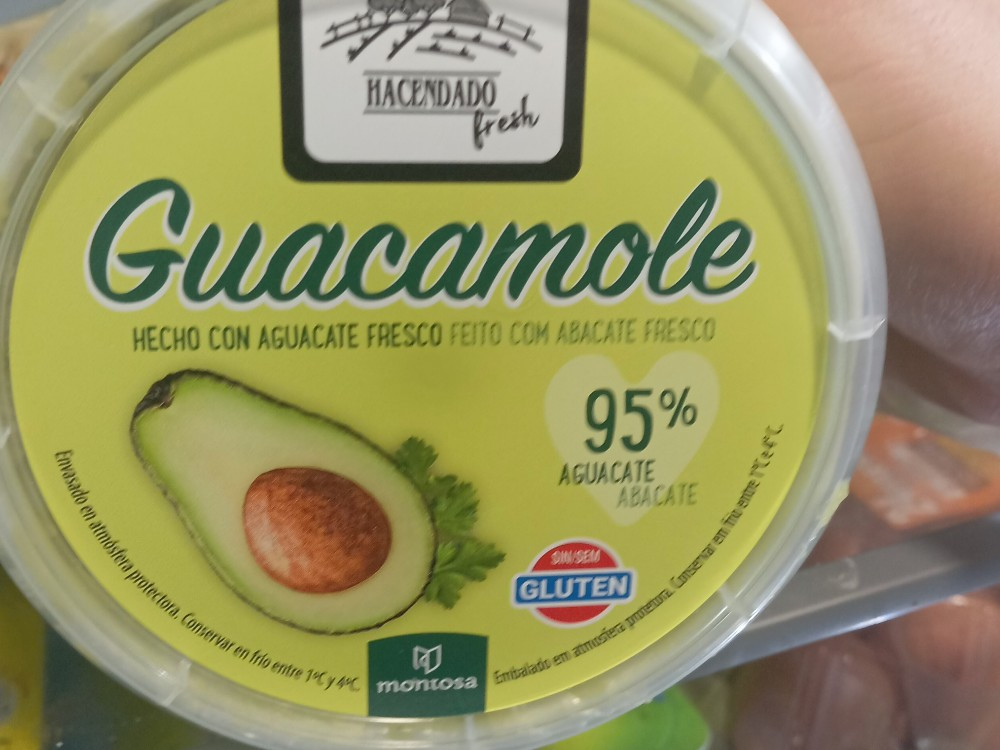 HACENDADO
fresh
Guacamole
HECHO CON AGUACATE FRESCO FEITO COM ABACATE FRESCO
95%
AGUACATE
ABACATE
SIN/SEM
GLUTEN
Envasado en atmósfera protectora. Conservar en frío entre 1ºC y 4ºC.
montosa
Embalado em atmosfera protetora. Conservar em frio entre 1ºC e 4º C.